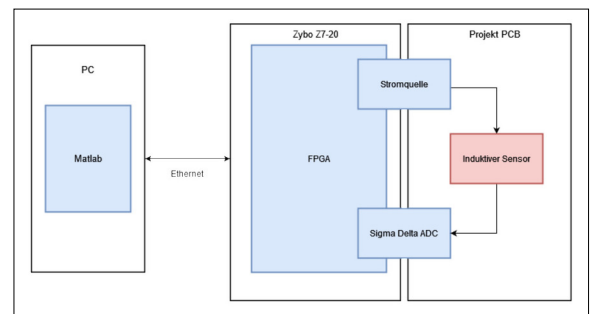 PC
Matlab
Ethernet
Zybo Z7-20
FPGA
Projekt PCB
Stromquelle
Induktiver Sensor
Sigma Delta ADC